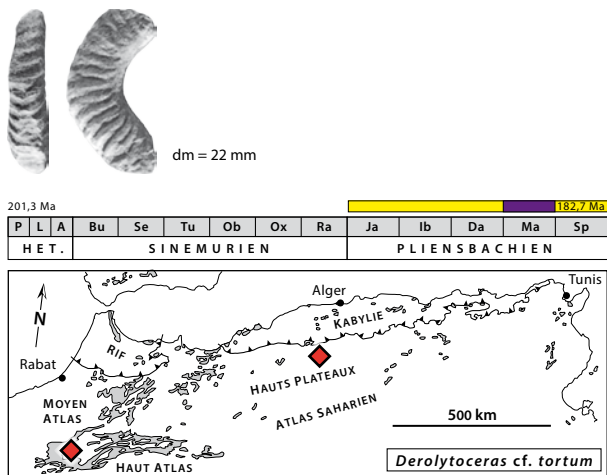 dm = 22 mm
201,3 Ma 182,7 Ma
P L A Bu Se Tu Ob Ox Ra Ja Ib Da Ma Sp
HET. SINEMURIEN PLIENSBACHIEN
Tunis
Alger
N
KABYLIE
RIF
Rabat
HAUTS PLATEAUX
MOYEN
ATLAS
ATLAS SAHARIEN
500 km
HAUT ATLAS
Derolytoceras cf. tortum